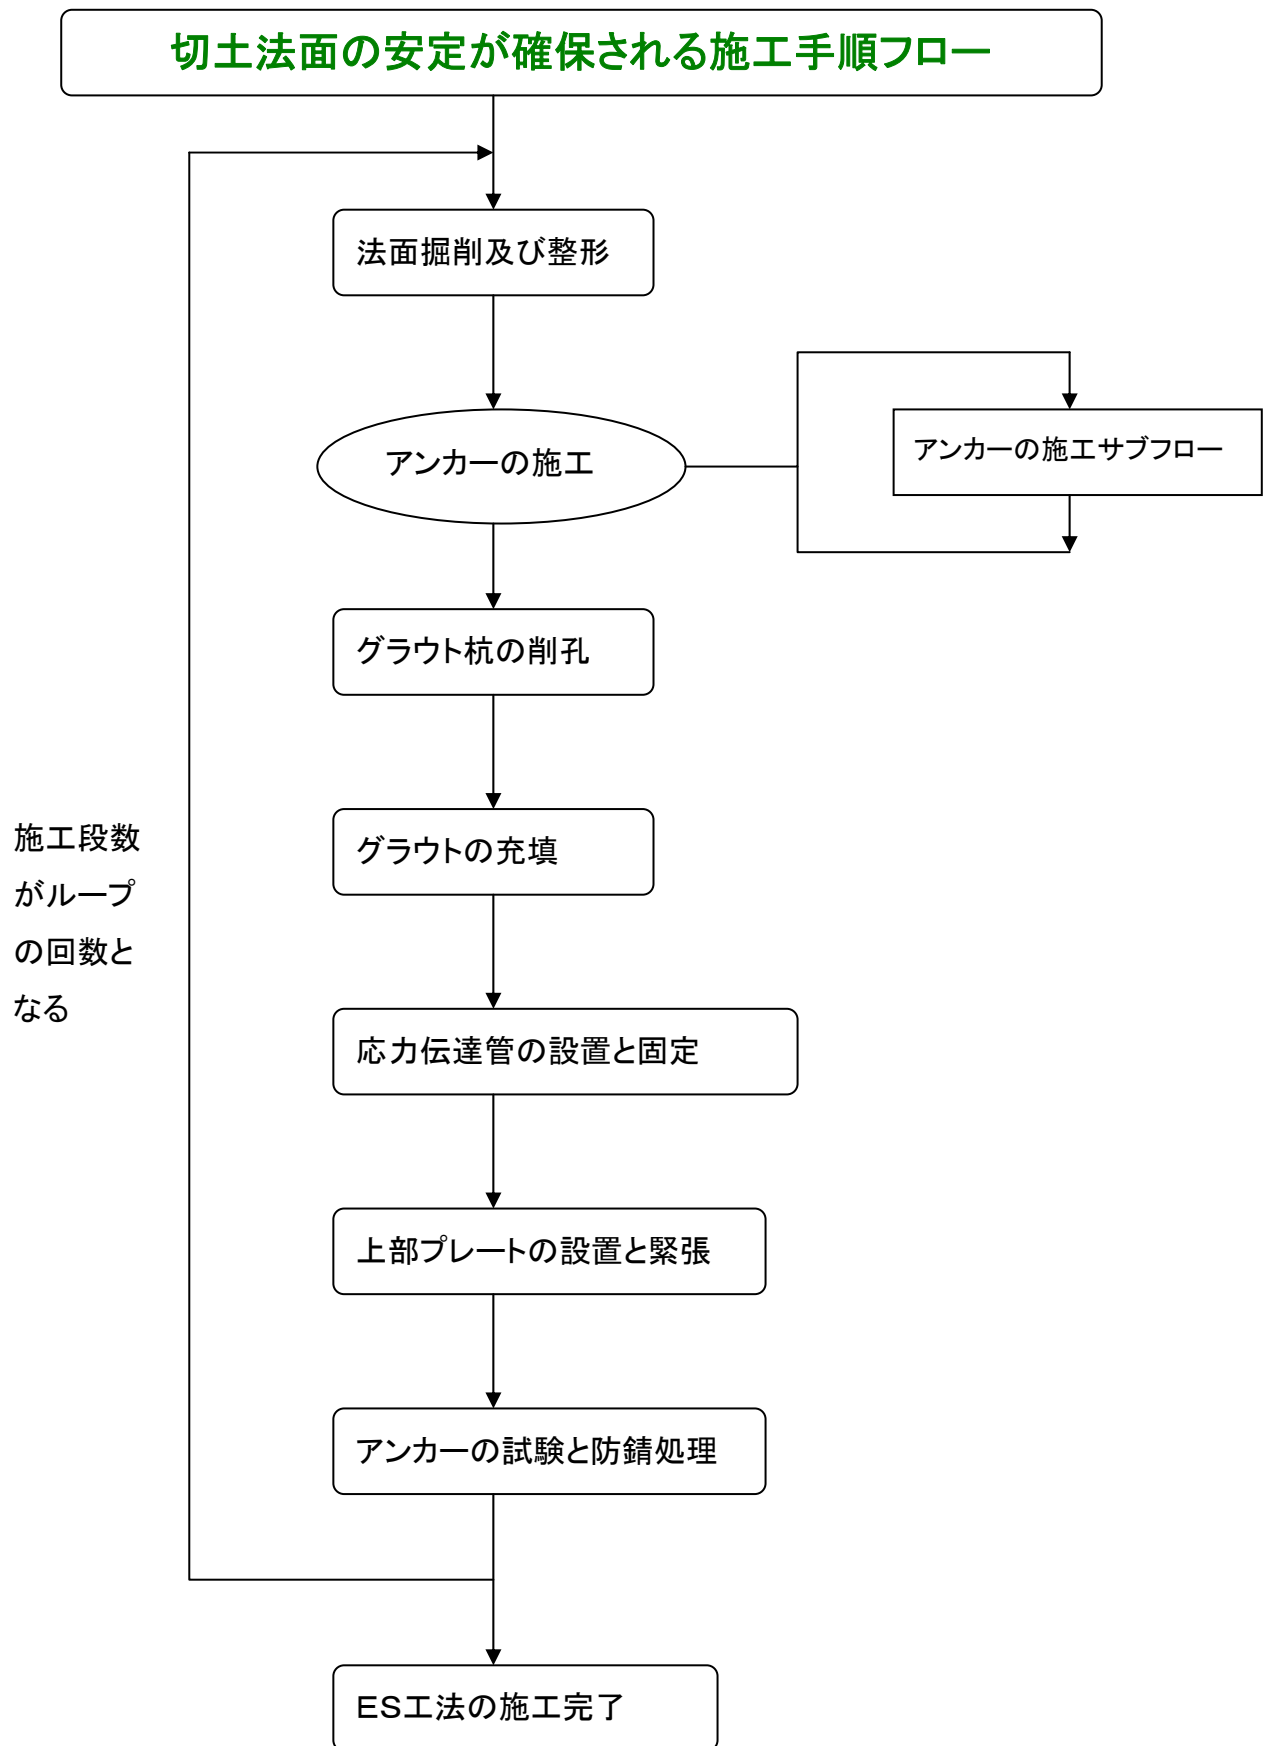 切土法面の安定が確保される施工手順フロー
法面掘削及び整形
アンカーの施工
アンカーの施工サブフロー
グラウト杭の削孔
グラウトの充填
施工段数
がループ
の回数と
なる
応力伝達管の設置と固定
上部プレートの設置と緊張
アンカーの試験と防錆処理
ES工法の施工完了